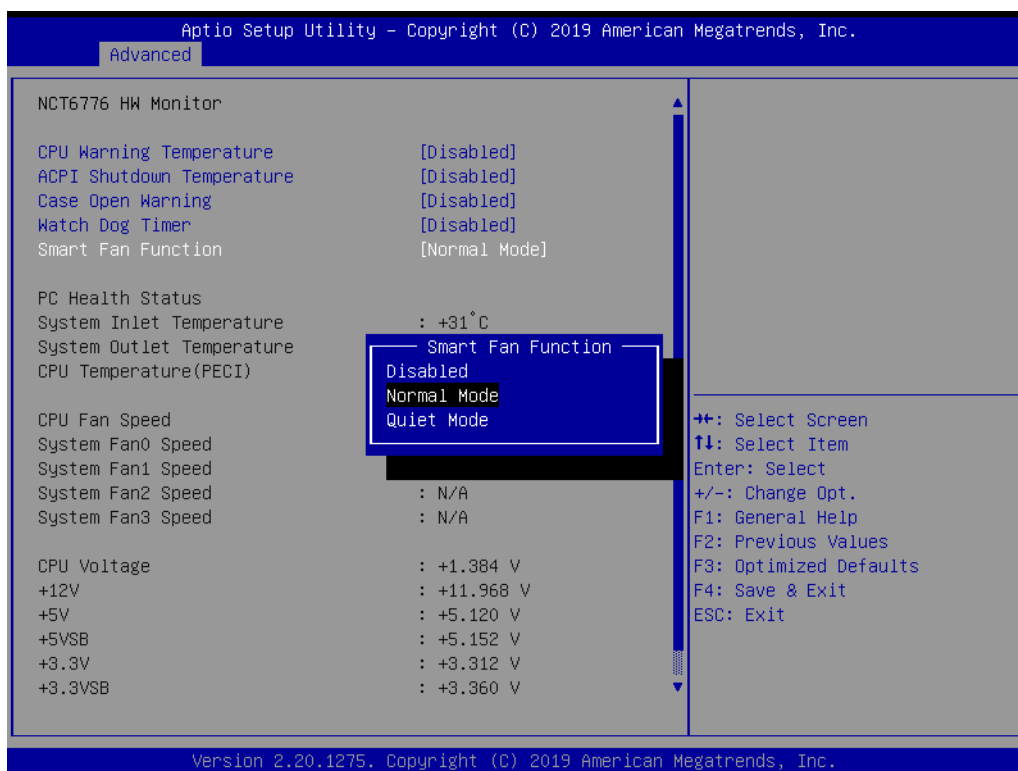 Aptio Setup Utility – Copyright (C) 2019 American Megatrends, Inc.
Advanced
NCT6776 HW Monitor
CPU Warning Temperature [Disabled]
ACPI Shutdown Temperature [Disabled]
Case Open Warning [Disabled]
Watch Dog Timer [Disabled]
Smart Fan Function [Normal Mode]
PC Health Status
System Inlet Temperature : +31°C
System Outlet Temperature
CPU Temperature(PECI)
CPU Fan Speed
System Fan0 Speed
System Fan1 Speed
System Fan2 Speed : N/A
System Fan3 Speed : N/A
CPU Voltage : +1.384 V
+12V : +11.968 V
+5V : +5.120 V
+5VSB : +5.152 V
+3.3V : +3.312 V
+3.3VSB : +3.360 V
Smart Fan Function
Disabled
Normal Mode
Quiet Mode
→←: Select Screen
↑↓: Select Item
Enter: Select
+/-: Change Opt.
F1: General Help
F2: Previous Values
F3: Optimized Defaults
F4: Save & Exit
ESC: Exit
Version 2.20.1275. Copyright (C) 2019 American Megatrends, Inc.